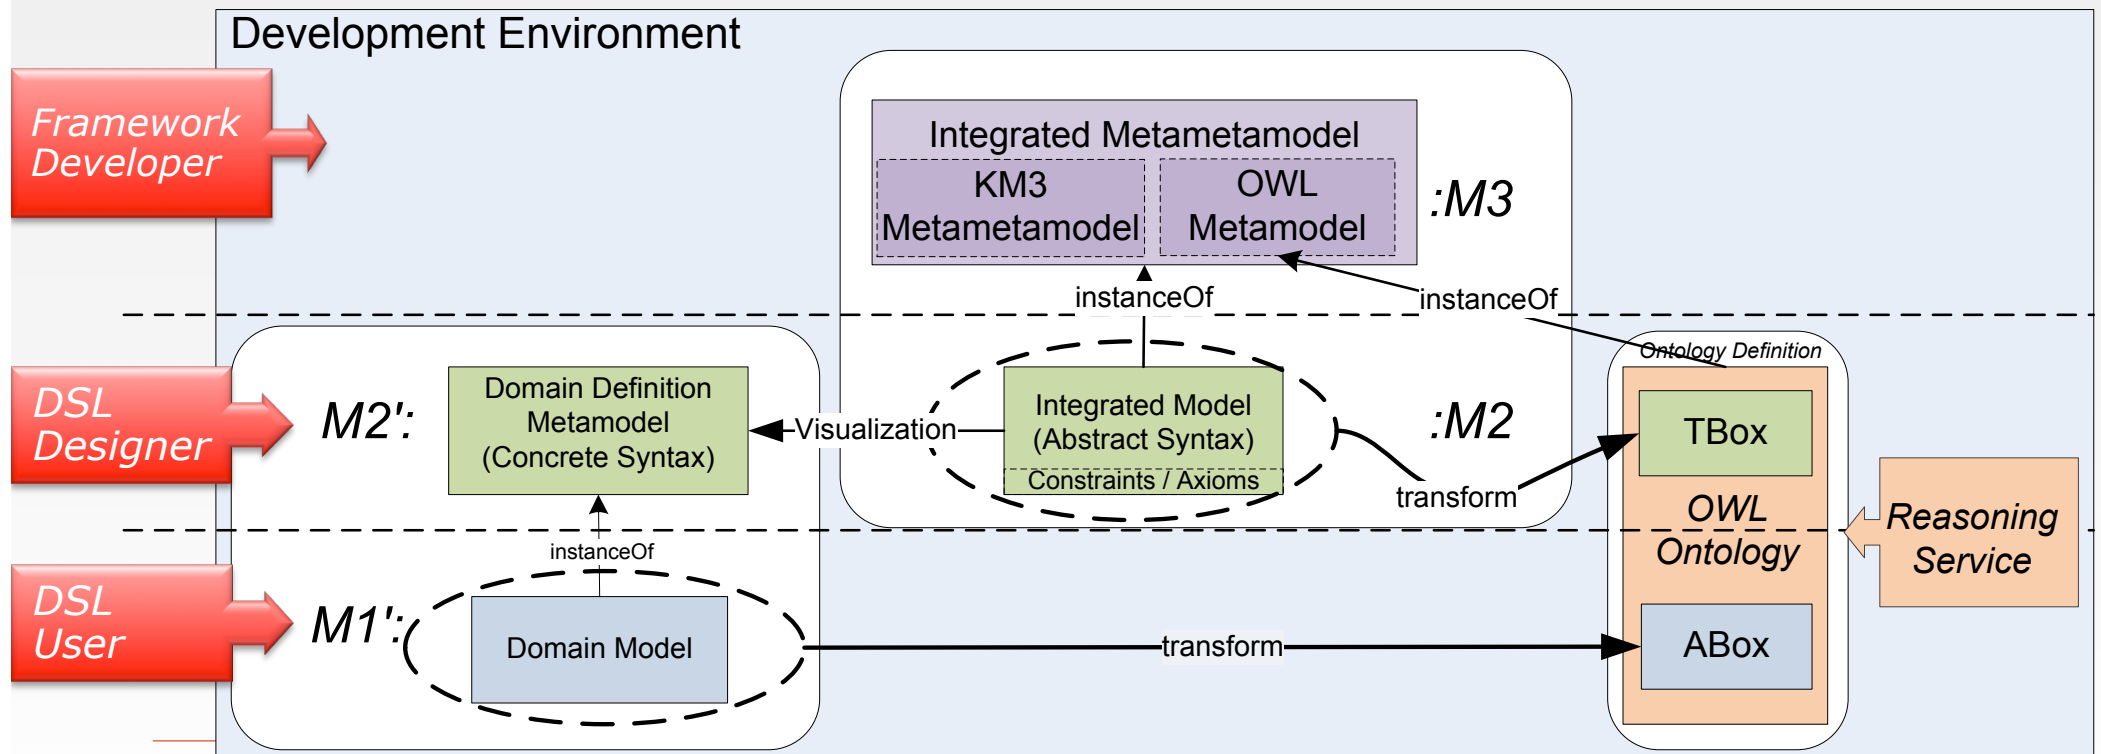 Development Environment
Framework
Developer
Integrated Metametamodel
KM3
Metametamodel
OWL
Metamodel
:M3
instanceOf
instanceOf
DSL
Designer
M2':
Domain Definition
Metamodel
(Concrete Syntax)
Visualization
Integrated Model
(Abstract Syntax)
Constraints / Axioms
:M2
transform
Ontology Definition
TBox
OWL
Ontology
Reasoning
Service
instanceOf
DSL
User
M1':
Domain Model
transform
ABox